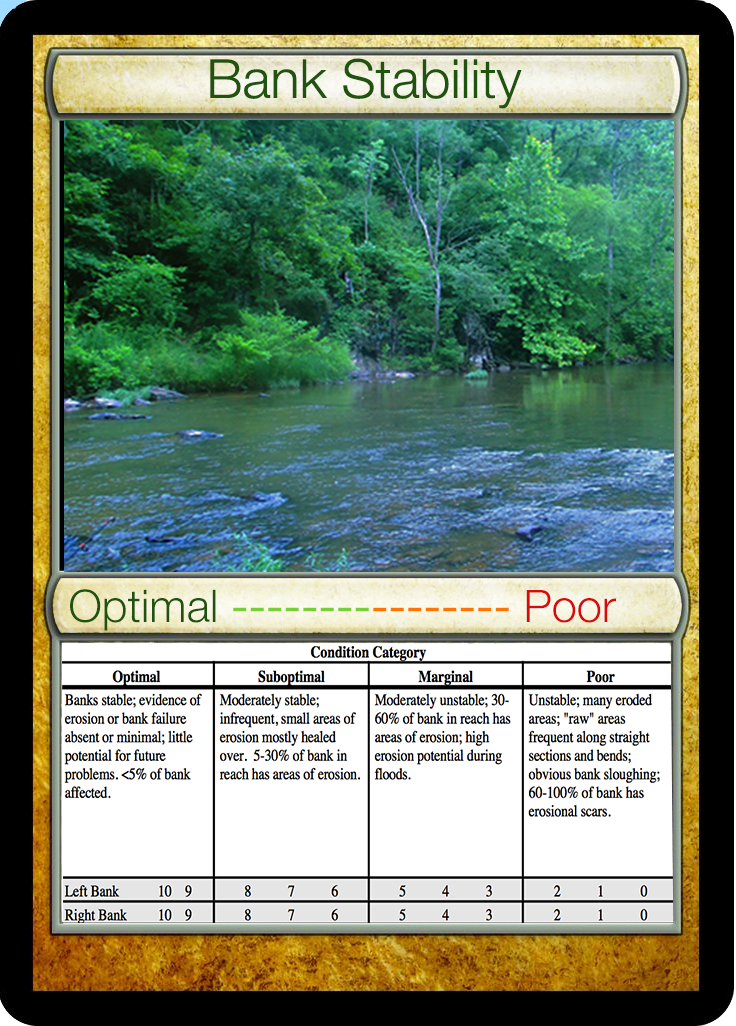 Bank Stability
Optimal ---------------- Poor
Condition Category
Optimal Suboptimal Marginal Poor
Banks stable; evidence of
erosion or bank failure
absent or minimal; little
potential for future
problems. <5% of bank
affected.
Moderately stable;
infrequent, small areas of
erosion mostly healed
over. 5-30% of bank in
reach has areas of erosion.
Moderately unstable; 30-
60% of bank in reach has
areas of erosion; high
erosion potential during
floods.
Unstable; many eroded
areas; "raw" areas
frequent along straight
sections and bends;
obvious bank sloughing;
60-100% of bank has
erosional scars.
Left Bank 10 9 8 7 6 5 4 3 2 1 0
Right Bank 10 9 8 7 6 5 4 3 2 1 0